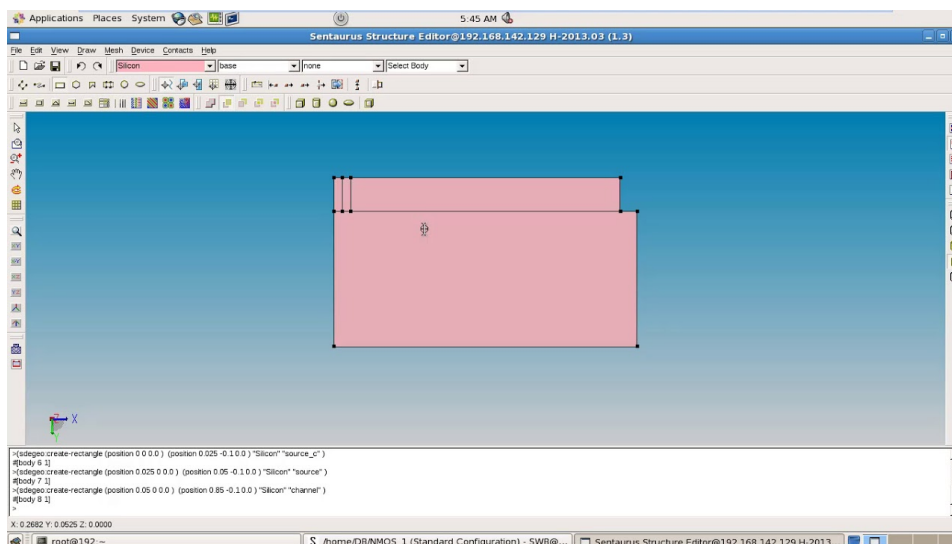 Applications Places System
5:45 AM
Sentaurus Structure Editor@192.168.142.129 H-2013.03 (1.3)
File Edit View Draw Mesh Device Contacts Help
Silicon base none Select Body
X
Y
>(sdegeo:create-rectangle (position 0 0 0.0 ) (position 0.025 -0.1 0.0 ) "Silicon" "source_c" )
#[body 6 1]
>(sdegeo:create-rectangle (position 0.025 0 0.0 ) (position 0.05 -0.1 0.0 ) "Silicon" "source" )
#[body 7 1]
>(sdegeo:create-rectangle (position 0.05 0 0.0 ) (position 0.85 -0.1 0.0 ) "Silicon" "channel" )
#[body 8 1]
>
X: 0.2682 Y: 0.0525 Z: 0.0000
root@192:~ /home/DB/NMOS_1 (Standard Configuration) - SWB@... Sentaurus Structure Editor@192.168.142.129 H-2013...